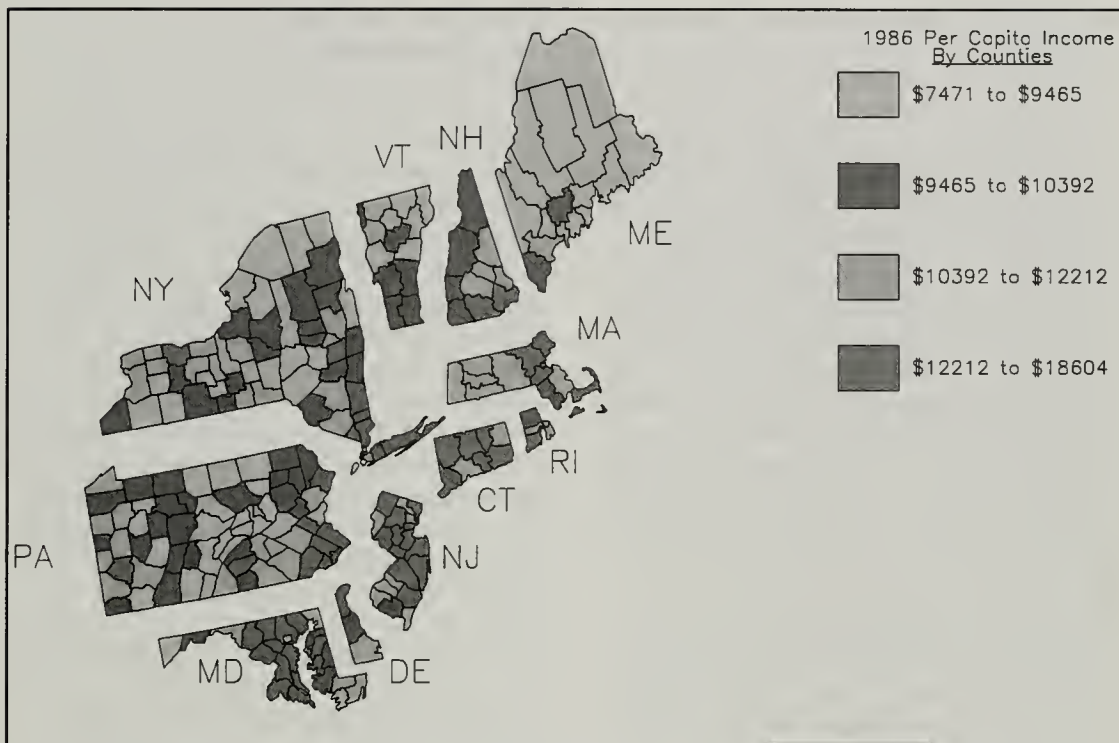 1986 Per Capita Income
By Counties
$7471 to $9465
$9465 to $10392
$10392 to $12212
$12212 to $18604
NH
VT
ME
NY
MA
RI
CT
PA
NJ
MD
DE